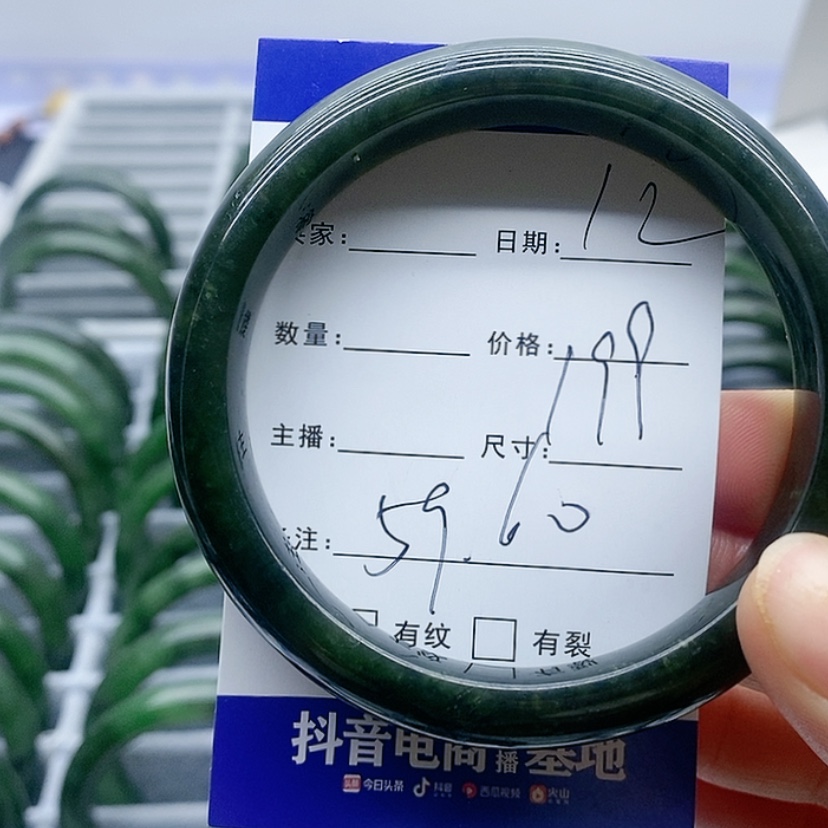 家: 日期: 12
数量: 价格: 199
主播: 尺寸:
注: 59.60
有纹 有裂
抖音电商 播基地
今日头条 抖音 西瓜视频 火山